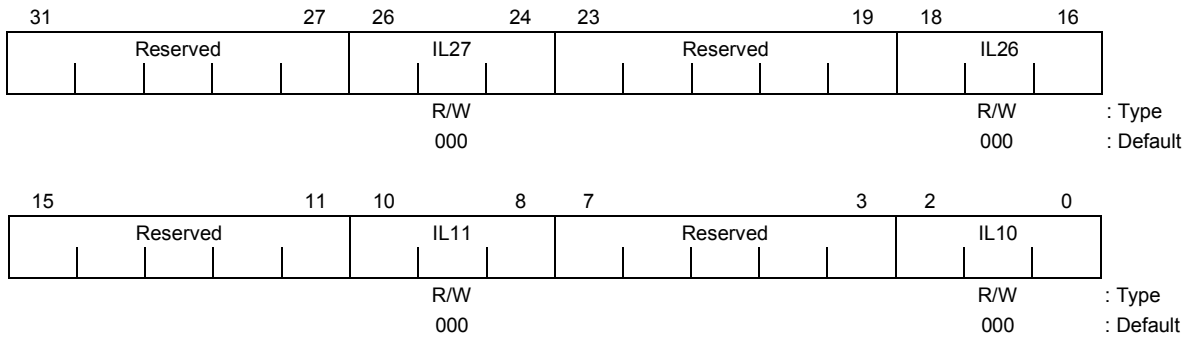 31 27 26 24 23 19 18 16
Reserved IL27 Reserved IL26
R/W R/W : Type
000 000 : Default
15 11 10 8 7 3 2 0
Reserved IL11 Reserved IL10
R/W R/W : Type
000 000 : Default